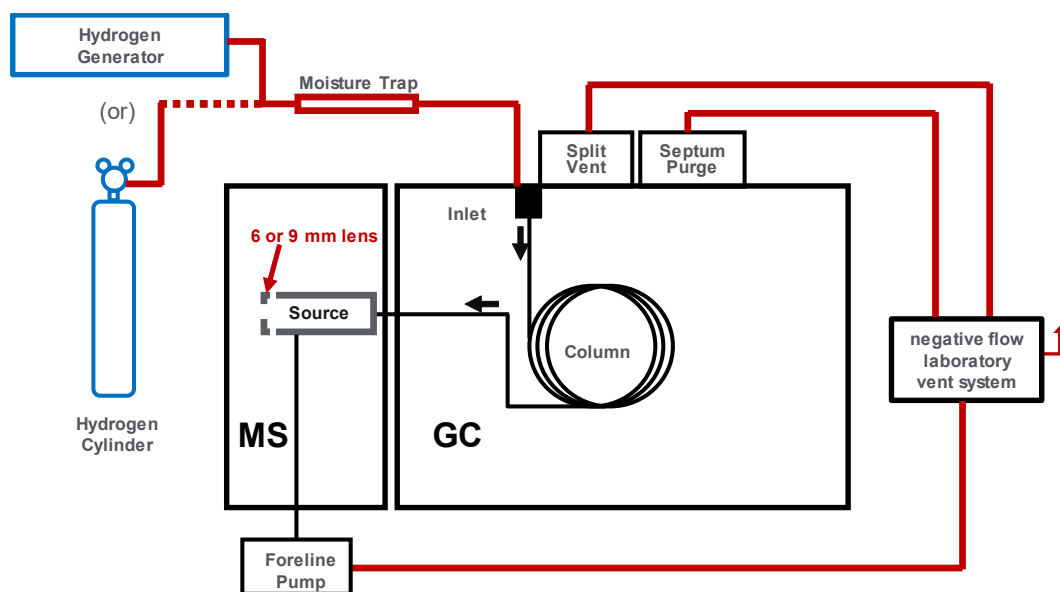 Hydrogen
Generator
Moisture Trap
(or)
Split
Vent
Septum
Purge
Inlet
6 or 9 mm lens
Source
Column
negative flow
laboratory
vent system
Hydrogen
Cylinder
MS
GC
Foreline
Pump